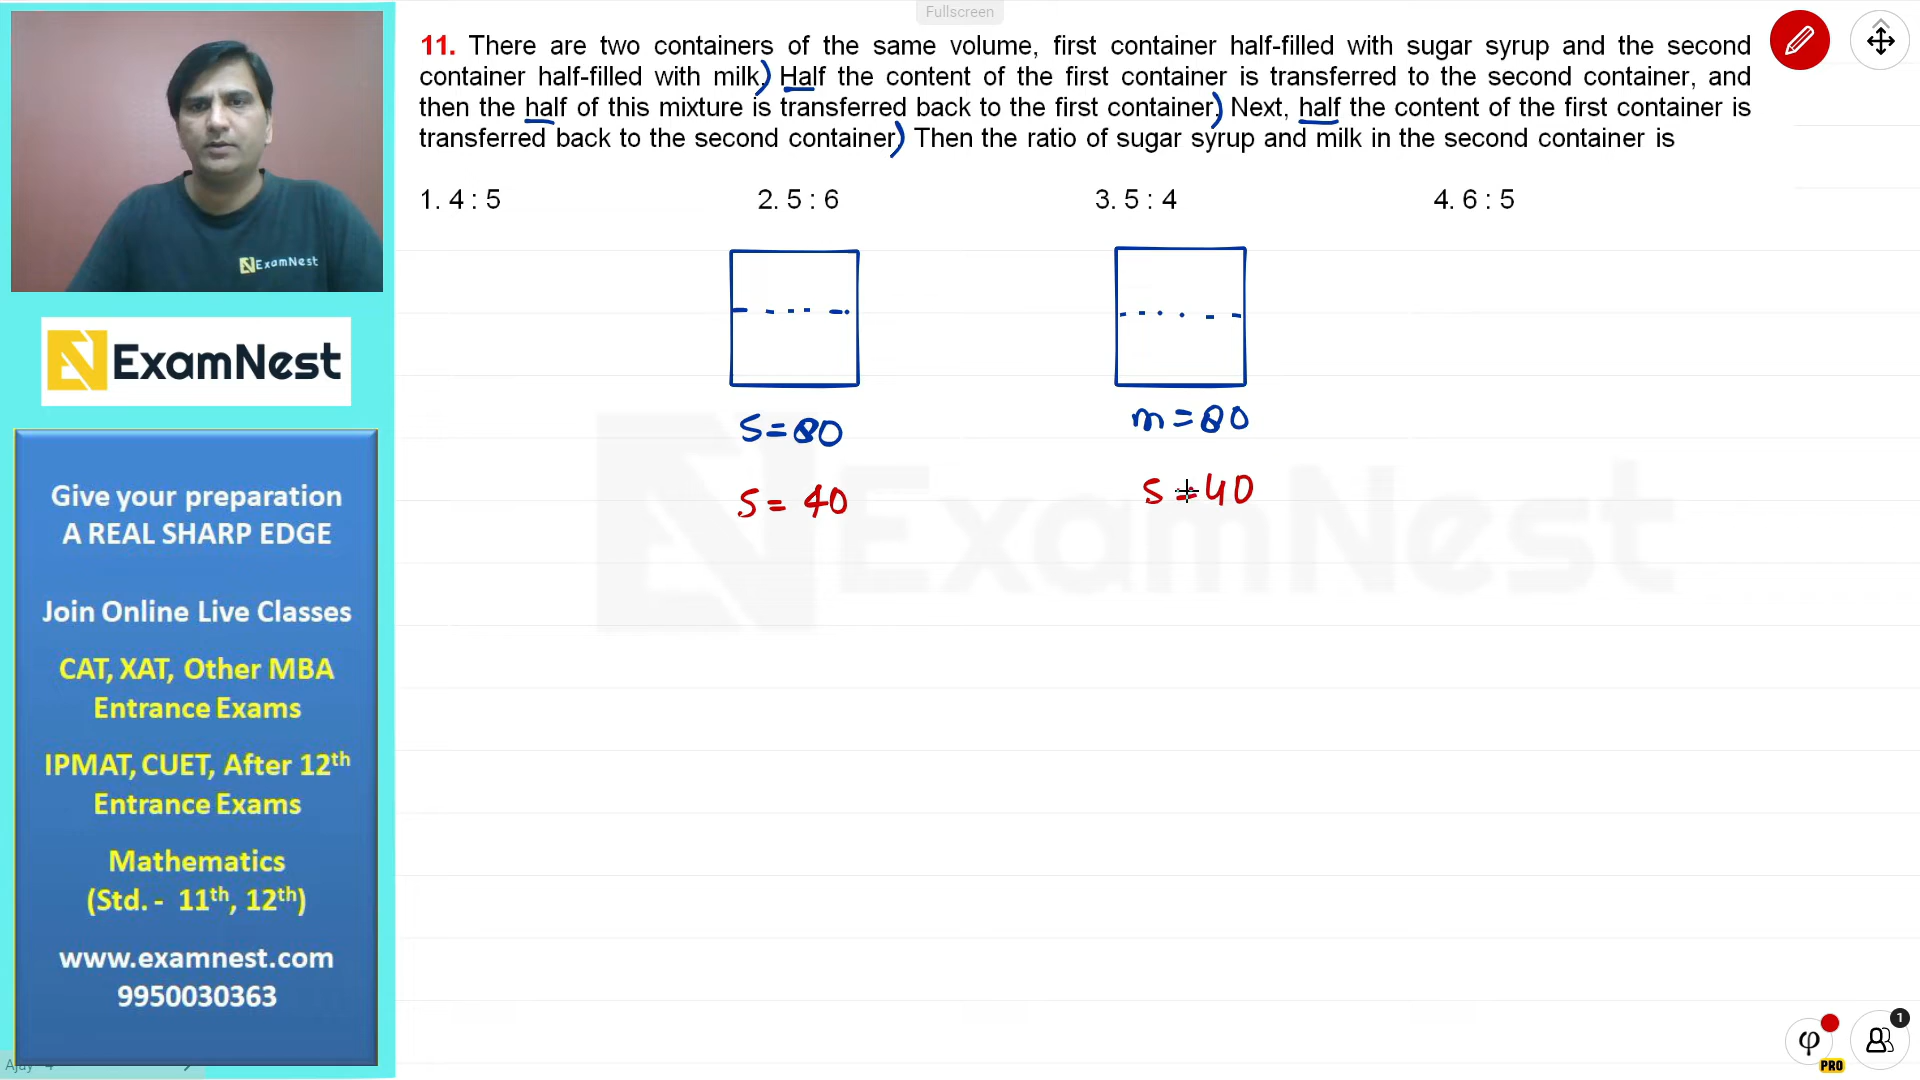 Fullscreen
11. There are two containers of the same volume, first container half-filled with sugar syrup and the second
container half-filled with milk. Half the content of the first container is transferred to the second container, and
then the half of this mixture is transferred back to the first container. Next, half the content of the first container is
transferred back to the second container. Then the ratio of sugar syrup and milk in the second container is
1. 4 : 5 2. 5 : 6 3. 5 : 4 4. 6 : 5
ExamNest
ExamNest
S = 80 m = 80
S = 40 S = 40
ExamNest
Give your preparation
A REAL SHARP EDGE
Join Online Live Classes
CAT, XAT, Other MBA
Entrance Exams
IPMAT, CUET, After 12th
Entrance Exams
Mathematics
(Std. - 11th, 12th)
www.examnest.com
9950030363
Ajay
1
PRO